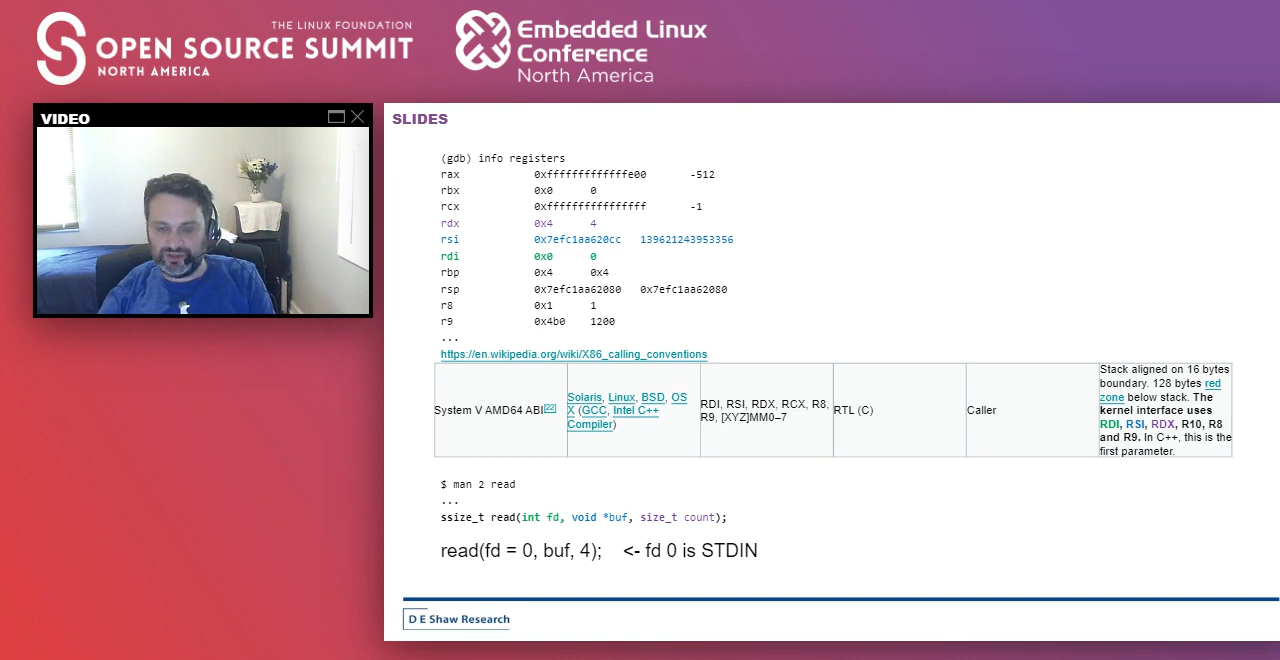 THE LINUX FOUNDATION
OPEN SOURCE SUMMIT
NORTH AMERICA
Embedded Linux
Conference
North America
VIDEO
SLIDES
(gdb) info registers
rax 0xfffffffffffffe00 -512
rbx 0x0 0
rcx 0xffffffffffffffff -1
rdx 0x4 4
rsi 0x7efc1aa620cc 139621243953356
rdi 0x0 0
rbp 0x4 0x4
rsp 0x7efc1aa62080 0x7efc1aa62080
r8 0x1 1
r9 0x4b0 1200
...
https://en.wikipedia.org/wiki/X86_calling_conventions
System V AMD64 ABI[22]
Solaris, Linux, BSD, OS
X (GCC, Intel C++
Compiler)
RDI, RSI, RDX, RCX, R8,
R9, [XYZ]MM0–7
RTL (C)
Caller
Stack aligned on 16 bytes
boundary. 128 bytes red
zone below stack. The
kernel interface uses
RDI, RSI, RDX, R10, R8
and R9. In C++, this is the
first parameter.
$ man 2 read
...
ssize_t read(int fd, void *buf, size_t count);
read(fd = 0, buf, 4); <- fd 0 is STDIN
D E Shaw Research